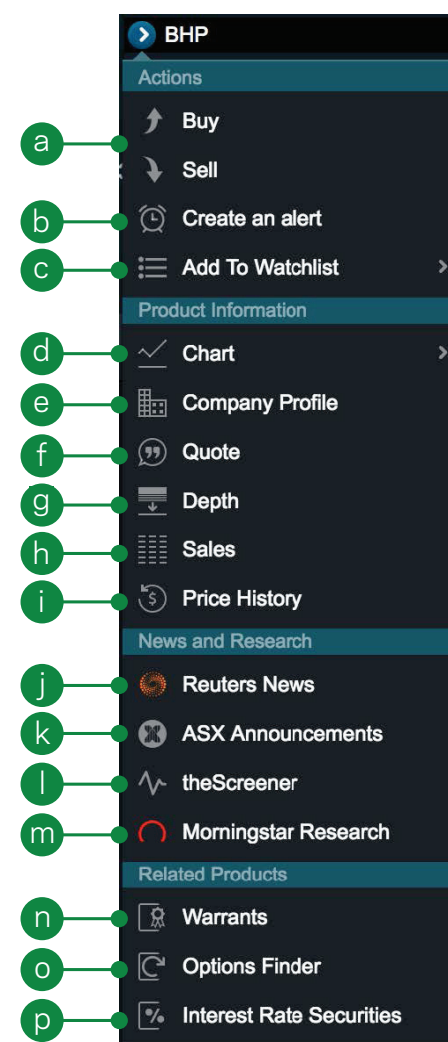 BHP
Actions
a Buy
Sell
b Create an alert
c Add To Watchlist
Product Information
d Chart
e Company Profile
f Quote
g Depth
h Sales
i Price History
News and Research
j Reuters News
k ASX Announcements
l theScreener
m Morningstar Research
Related Products
n Warrants
o Options Finder
p Interest Rate Securities